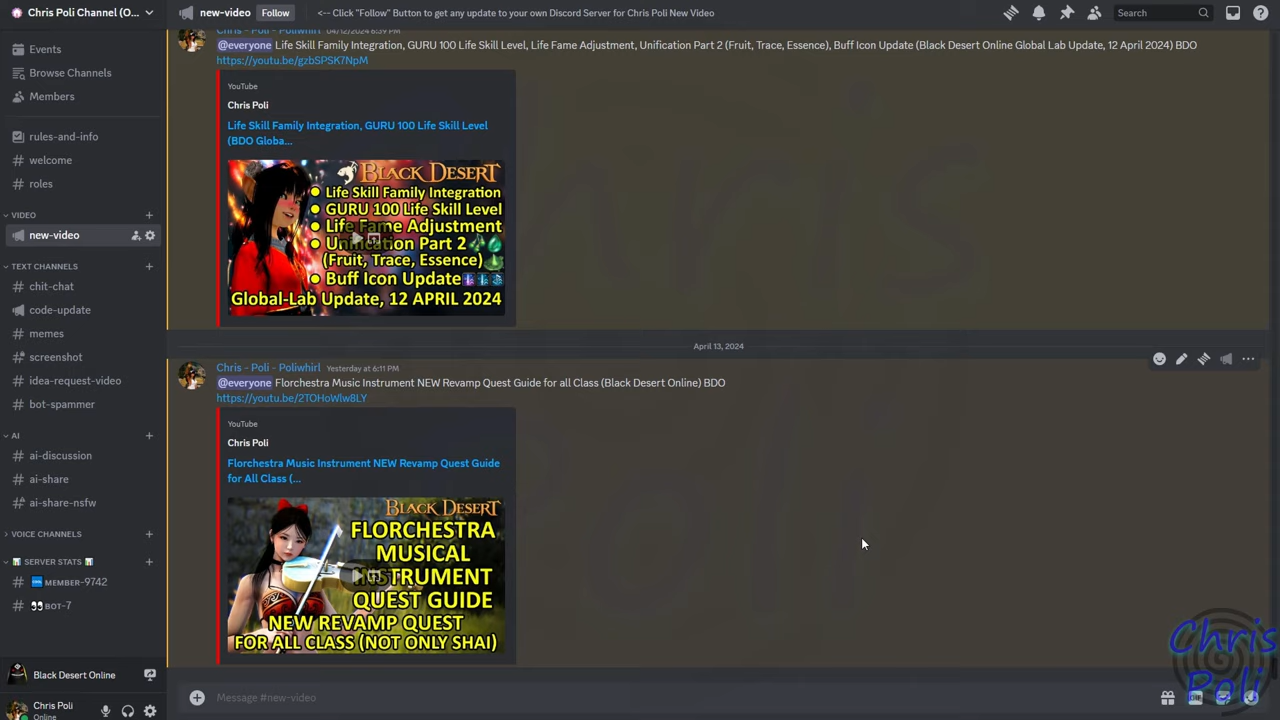 Chris Poli Channel (O...
new-video
Follow
<-- Click "Follow" Button to get any update to your own Discord Server for Chris Poli New Video
Search
Events
Browse Channels
Members
rules-and-info
welcome
roles
VIDEO
new-video
TEXT CHANNELS
chit-chat
code-update
memes
screenshot
idea-request-video
bot-spammer
AI
ai-discussion
ai-share
ai-share-nsfw
VOICE CHANNELS
SERVER STATS
MEMBER-9742
BOT-7
Black Desert Online
Chris Poli
Online
Chris - Poli - Poliwhirl 04/12/2024 6:39 PM
@everyone Life Skill Family Integration, GURU 100 Life Skill Level, Life Fame Adjustment, Unification Part 2 (Fruit, Trace, Essence), Buff Icon Update (Black Desert Online Global Lab Update, 12 April 2024) BDO
https://youtu.be/gzbSPSK7NpM
YouTube
Chris Poli
Life Skill Family Integration, GURU 100 Life Skill Level
(BDO Globa...
BLACK DESERT
Life Skill Family Integration
GURU 100 Life Skill Level
Life Fame Adjustment
Unification Part 2
(Fruit, Trace, Essence)
Buff Icon Update
Global-Lab Update, 12 APRIL 2024
April 13, 2024
Chris - Poli - Poliwhirl Yesterday at 6:11 PM
@everyone Florchestra Music Instrument NEW Revamp Quest Guide for all Class (Black Desert Online) BDO
https://youtu.be/2TOHoWlw8LY
YouTube
Chris Poli
Florchestra Music Instrument NEW Revamp Quest Guide
for All Class (...
BLACK DESERT
FLORCHESTRA
MUSICAL
INSTRUMENT
QUEST GUIDE
NEW REVAMP QUEST
FOR ALL CLASS (NOT ONLY SHAI)
Message #new-video
GIF
Chris
Poli